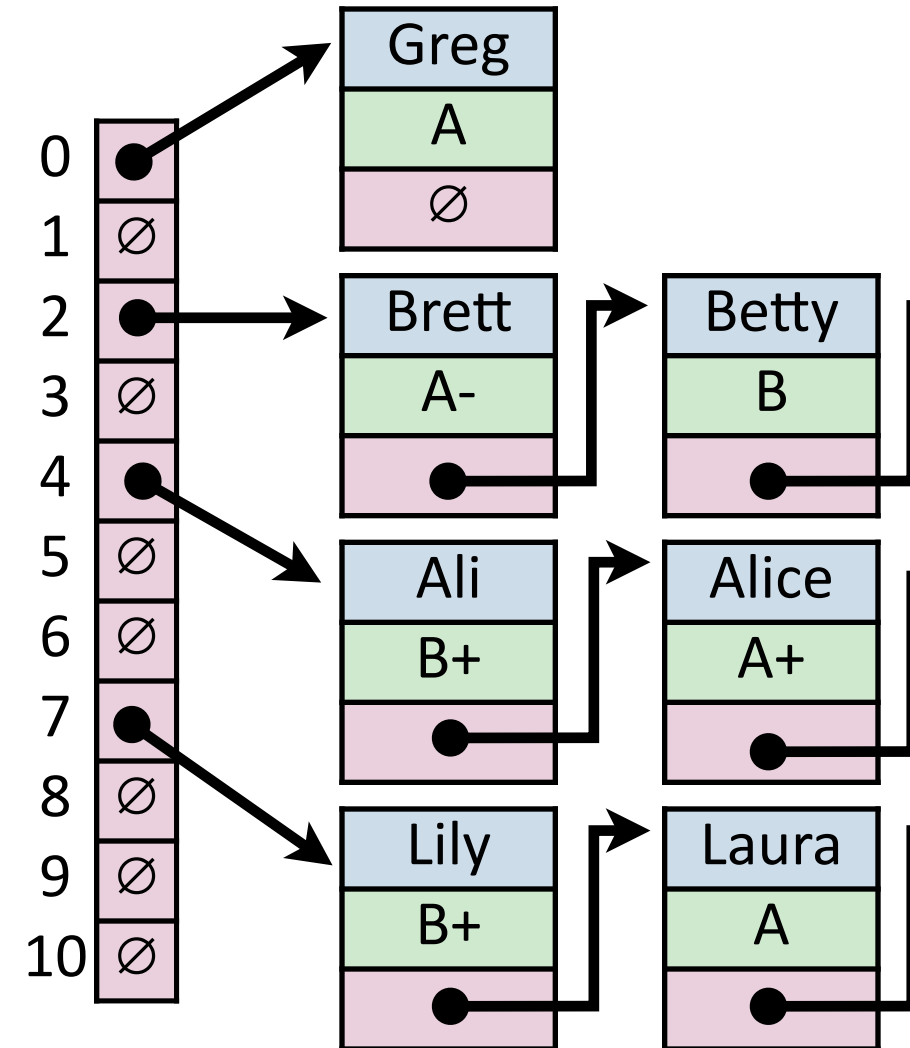 Greg
A
∅
0
1 ∅
2
3 ∅
4
5 ∅
6 ∅
7
8 ∅
9 ∅
10 ∅
Brett
A-
Betty
B
Ali
B+
Alice
A+
Lily
B+
Laura
A